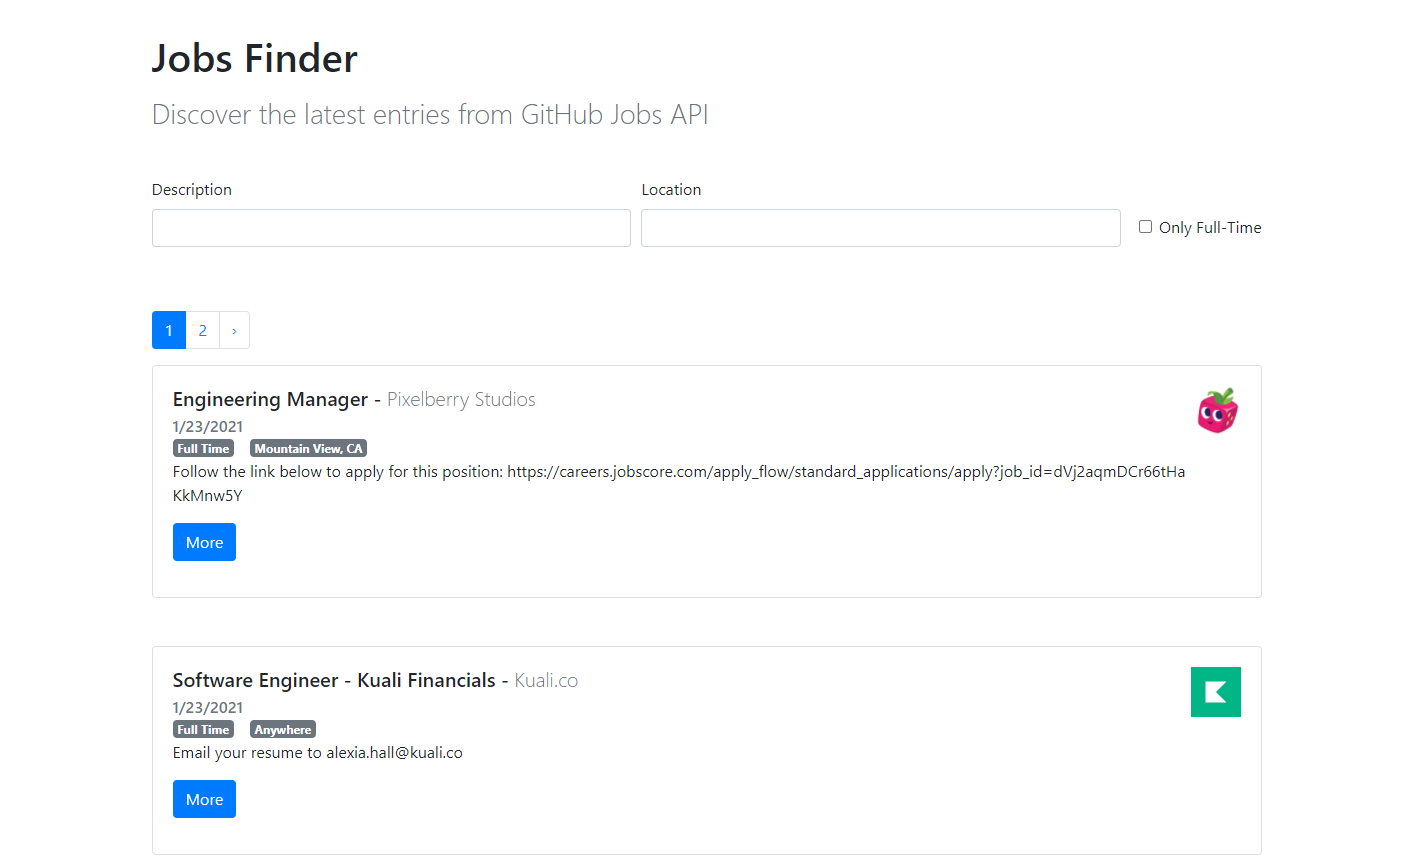 Jobs Finder
Discover the latest entries from GitHub Jobs API
Description
Location
Only Full-Time
1 2 ›
Engineering Manager - Pixelberry Studios
1/23/2021
Full Time Mountain View, CA
Follow the link below to apply for this position: https://careers.jobscore.com/apply_flow/standard_applications/apply?job_id=dVj2aqmDCr66tHa
KkMnw5Y
More
Software Engineer - Kuali Financials - Kuali.co
1/23/2021
Full Time Anywhere
Email your resume to alexia.hall@kuali.co
More